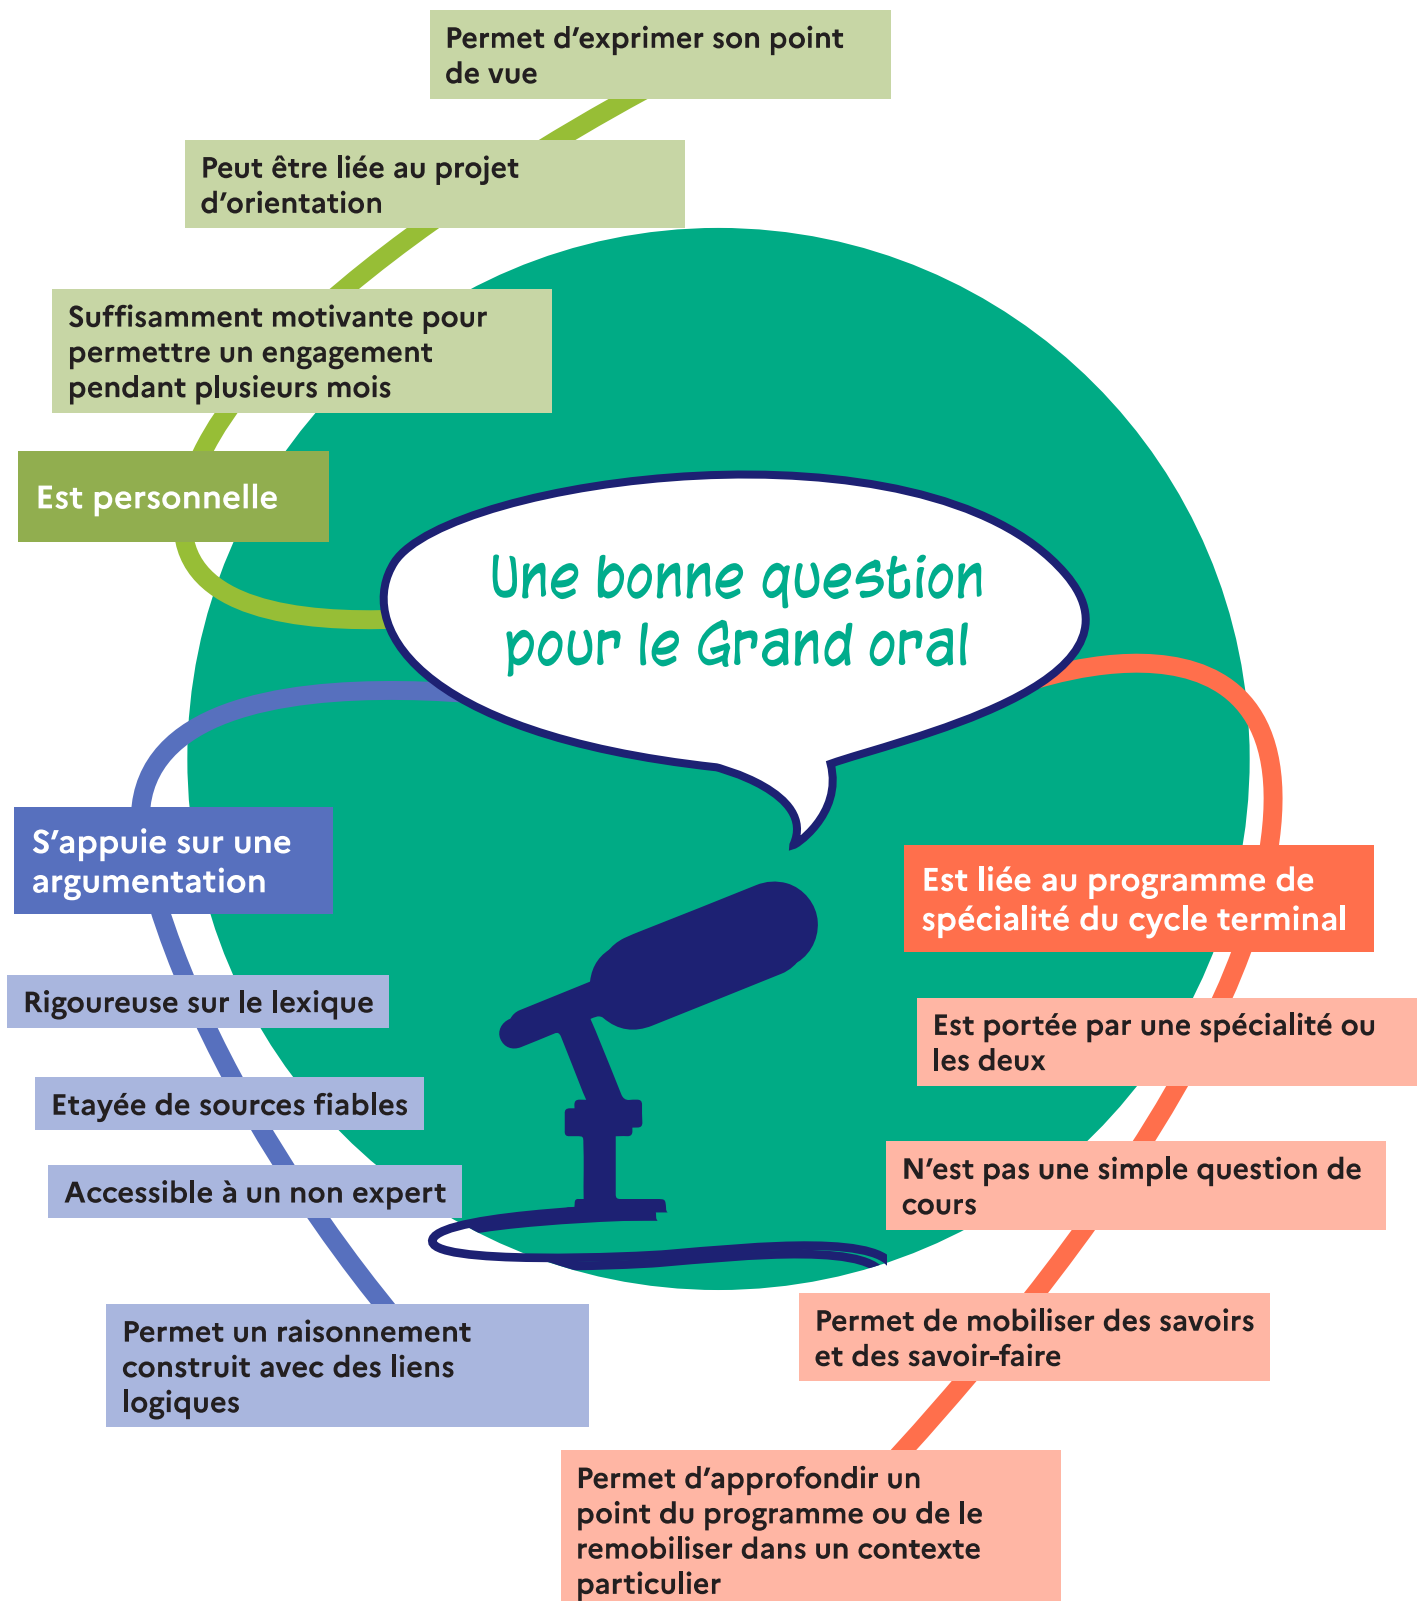 Permet d'exprimer son point
de vue
Peut être liée au projet
d'orientation
Suffisamment motivante pour
permettre un engagement
pendant plusieurs mois
Est personnelle
Une bonne question
pour le Grand oral
S'appuie sur une
argumentation
Rigoureuse sur le lexique
Etayée de sources fiables
Accessible à un non expert
Permet un raisonnement
construit avec des liens
logiques
Est liée au programme de
spécialité du cycle terminal
Est portée par une spécialité ou
les deux
N'est pas une simple question de
cours
Permet de mobiliser des savoirs
et des savoir-faire
Permet d'approfondir un
point du programme ou de le
remobiliser dans un contexte
particulier